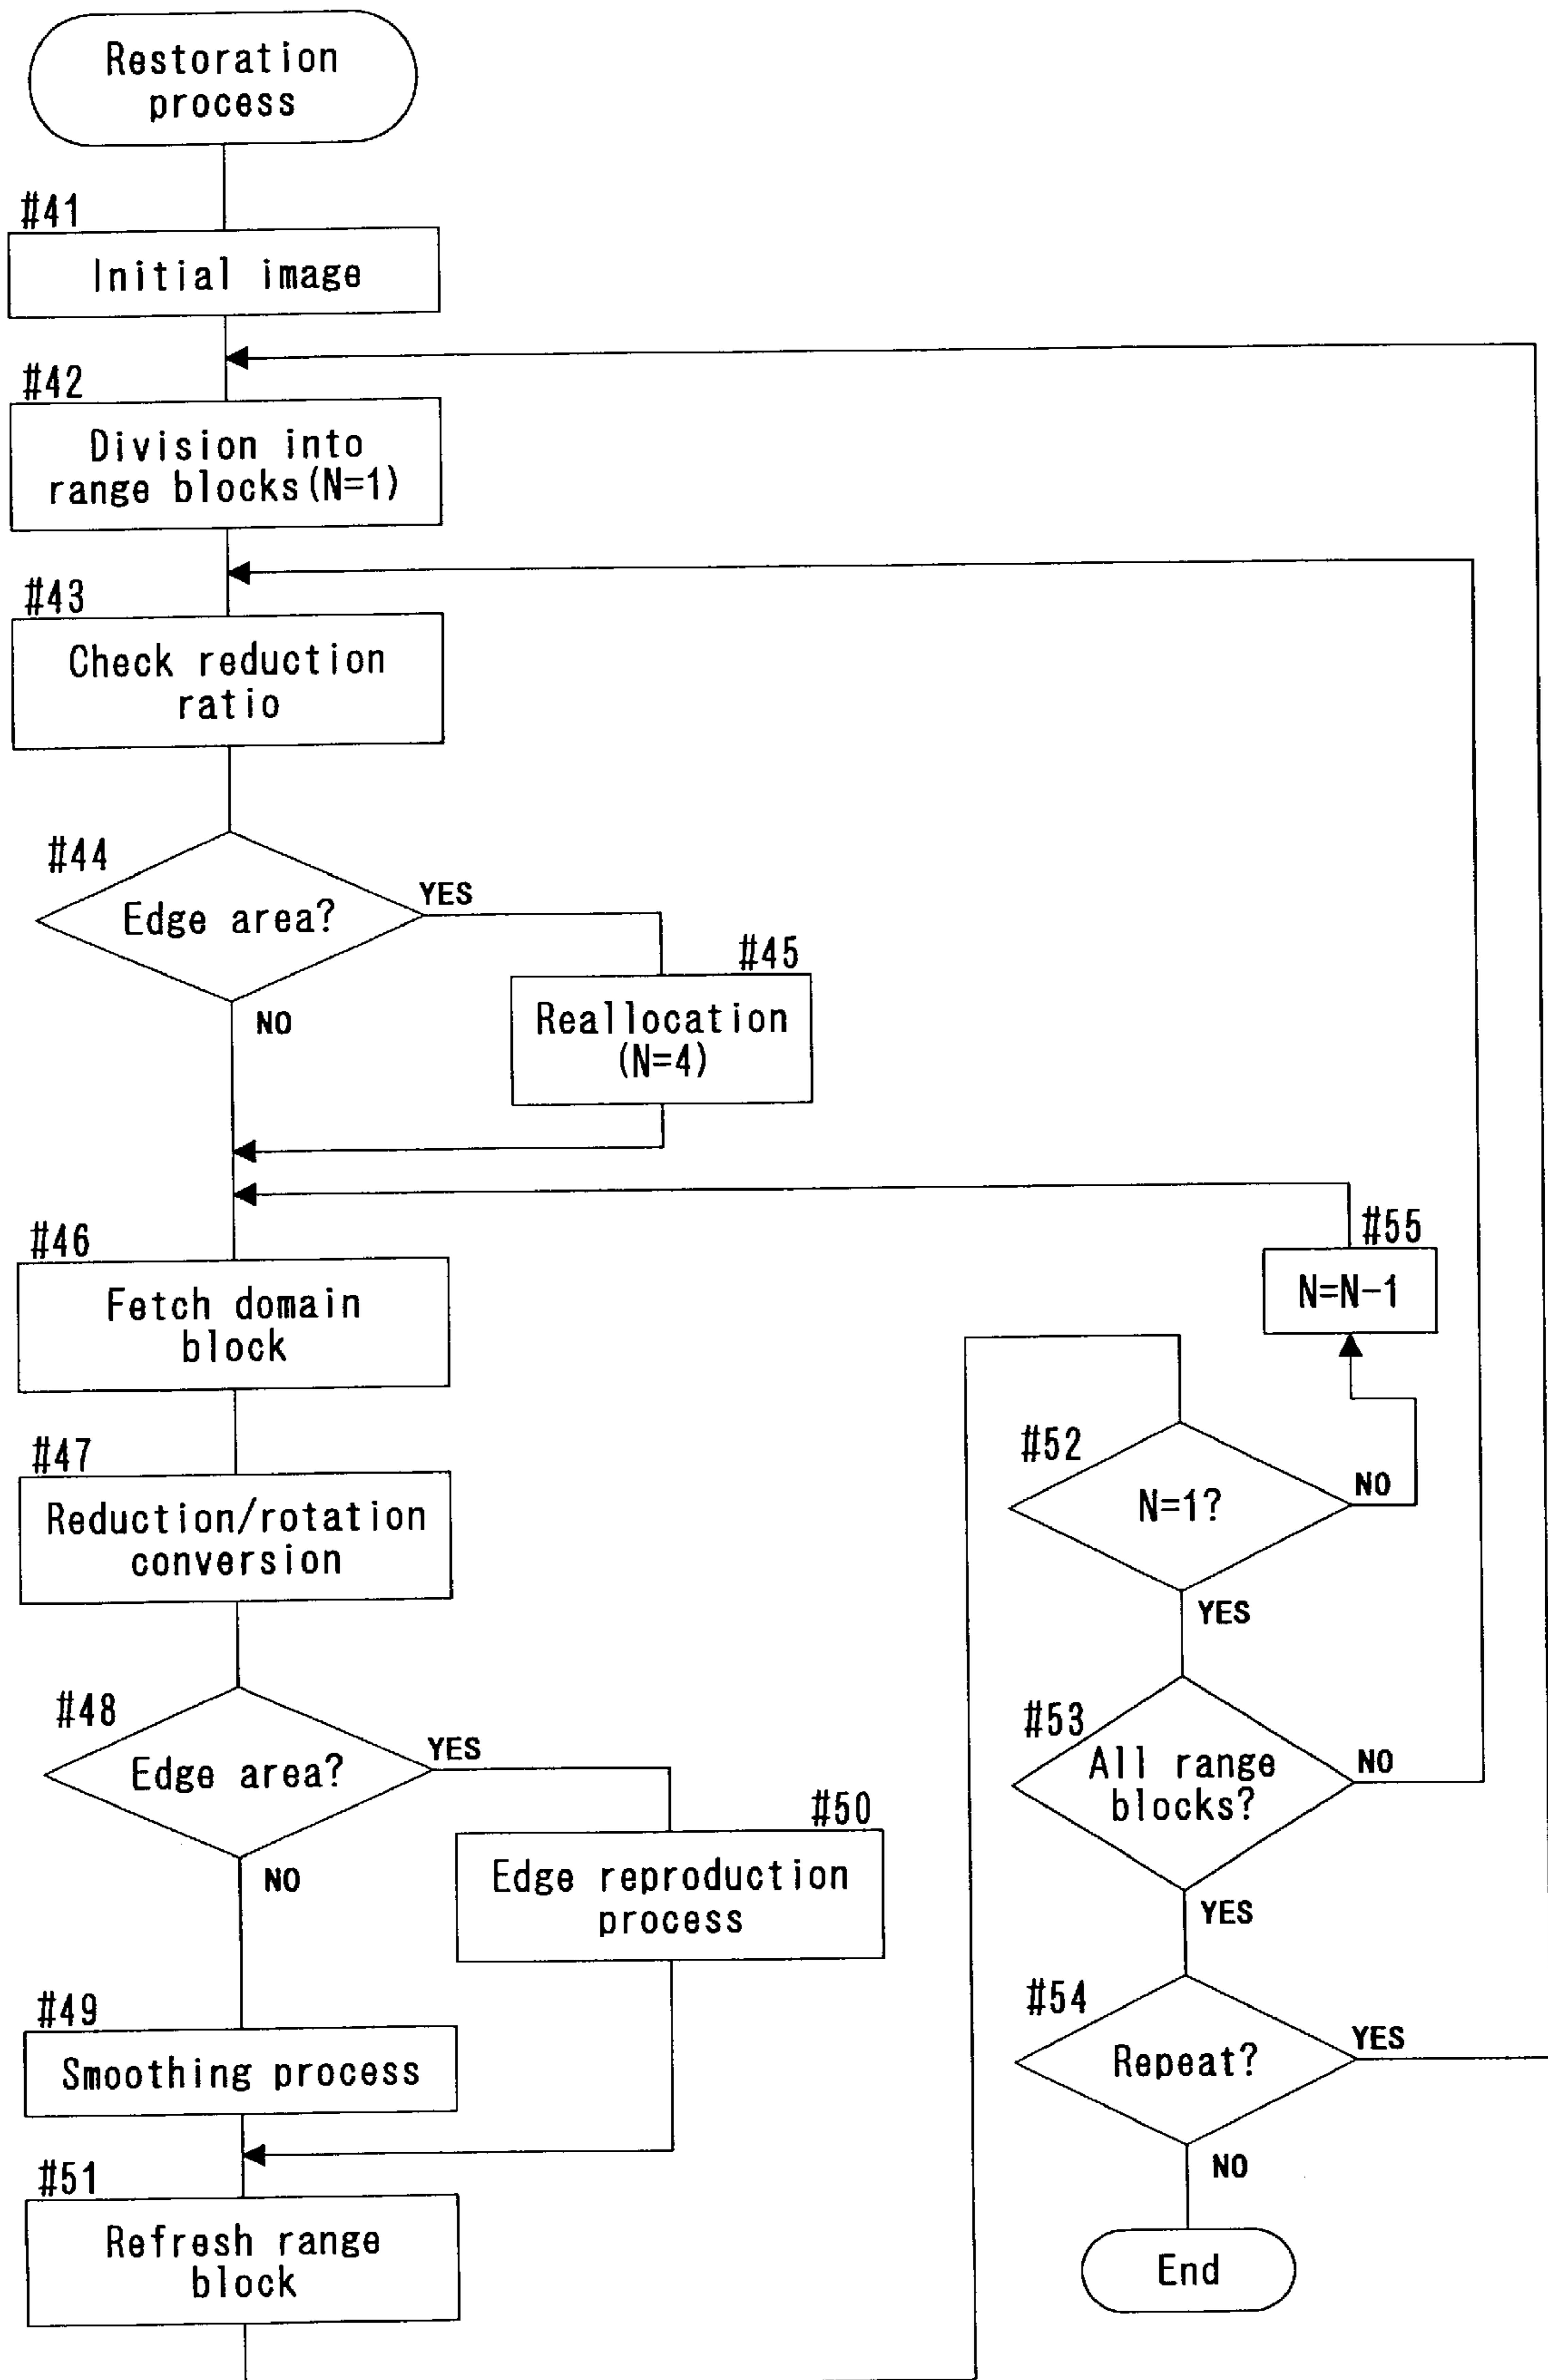 Restoration
process
#41
Initial image
#42
Division into
range blocks(N=1)
#43
Check reduction
ratio
#44
Edge area?
YES
NO
#45
Reallocation
(N=4)
#46
Fetch domain
block
#47
Reduction/rotation
conversion
#48
Edge area?
YES
NO
#50
Edge reproduction
process
#49
Smoothing process
#51
Refresh range
block
#55
N=N-1
#52
N=1?
NO
YES
#53
All range
blocks?
NO
YES
#54
Repeat?
YES
NO
End